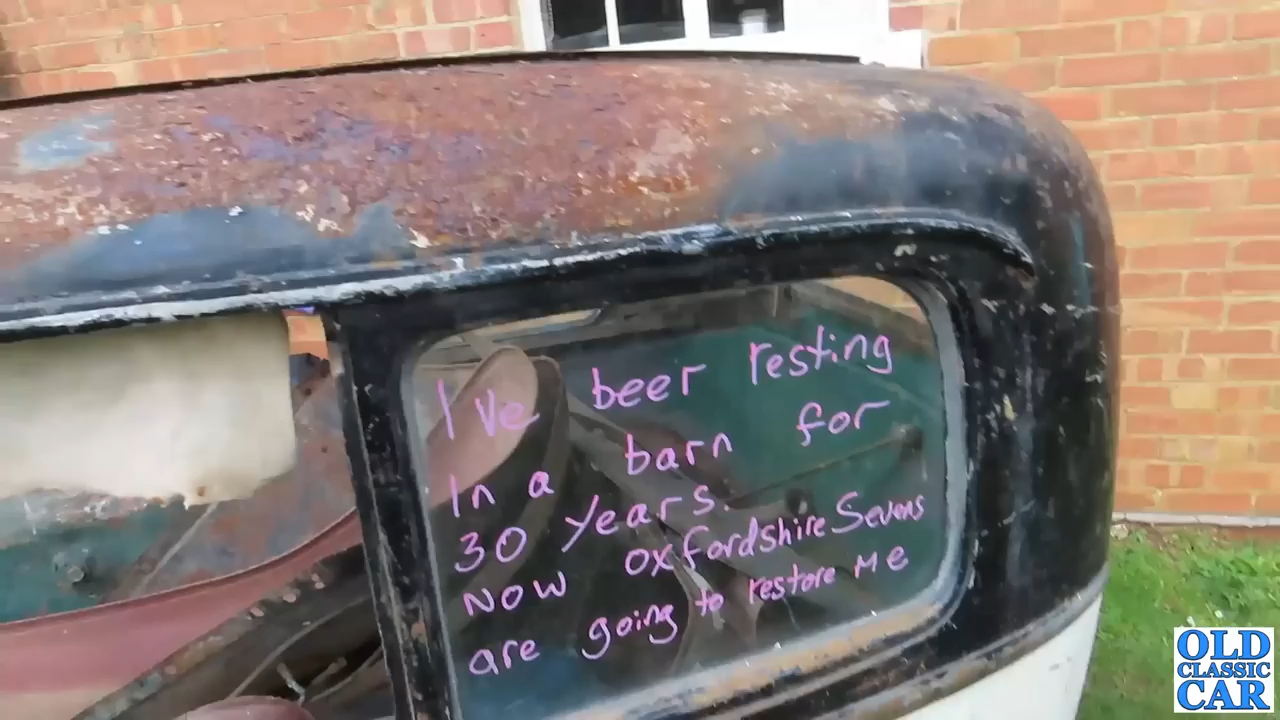 I've beer resting
In a barn for
30 years.
NOW oxfordshire Sevens
are going to restore Me
OLD
CLASSIC
CAR